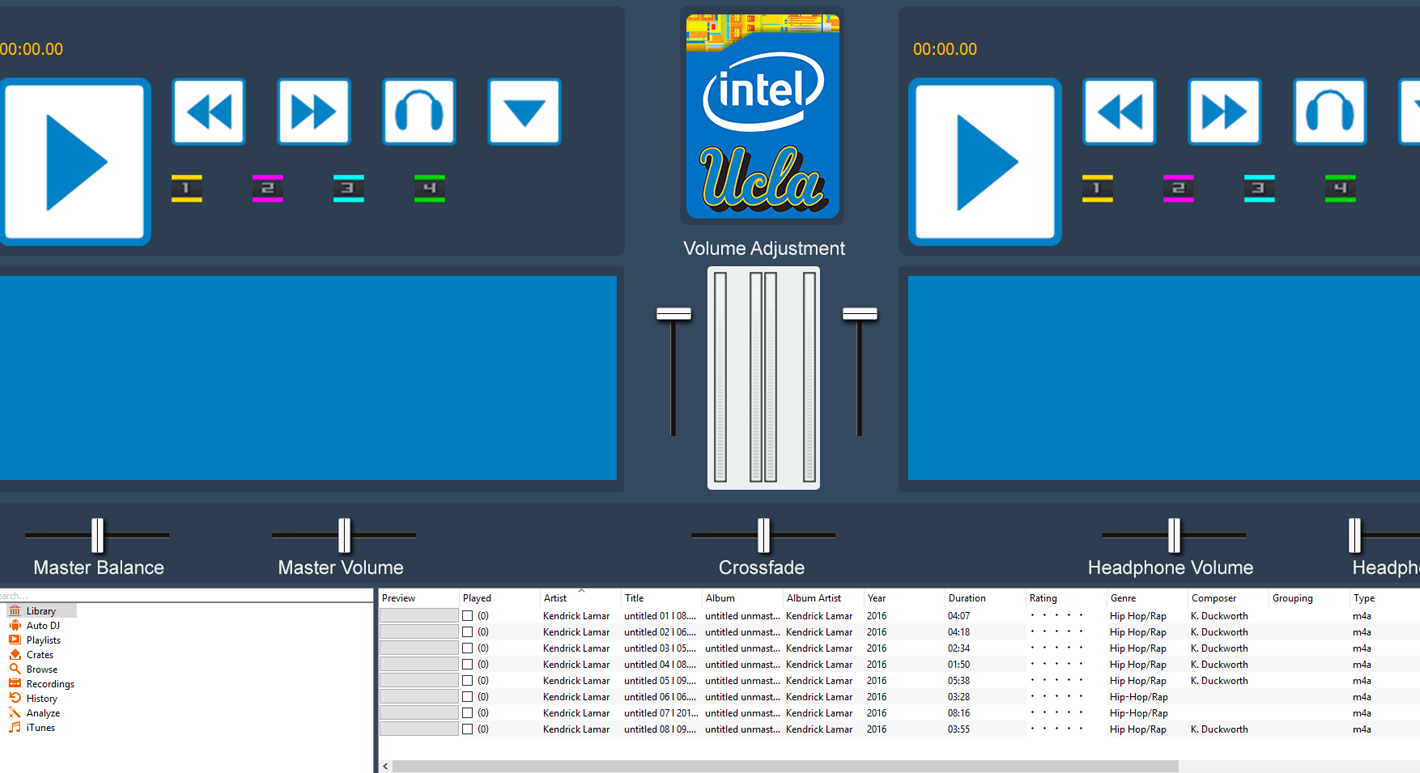 00:00.00
intel
Ucla
00:00.00
1 2 3 4
1 2 3 4
Volume Adjustment
Master Balance
Master Volume
Crossfade
Headphone Volume
Headph
earch...
Library
Auto DJ
Playlists
Crates
Browse
Recordings
History
Analyze
iTunes
Preview Played Artist Title Album Album Artist Year Duration Rating Genre Composer Grouping Type
(0) Kendrick Lamar untitled 01 l 08.... untitled unmast... Kendrick Lamar 2016 04:07 Hip Hop/Rap K. Duckworth m4a
(0) Kendrick Lamar untitled 02 l 06.... untitled unmast... Kendrick Lamar 2016 04:18 Hip Hop/Rap K. Duckworth m4a
(0) Kendrick Lamar untitled 03 l 05.... untitled unmast... Kendrick Lamar 2016 02:34 Hip Hop/Rap K. Duckworth m4a
(0) Kendrick Lamar untitled 04 l 08.... untitled unmast... Kendrick Lamar 2016 01:50 Hip Hop/Rap K. Duckworth m4a
(0) Kendrick Lamar untitled 05 l 09.... untitled unmast... Kendrick Lamar 2016 05:38 Hip Hop/Rap K. Duckworth m4a
(0) Kendrick Lamar untitled 06 l 06.... untitled unmast... Kendrick Lamar 2016 03:28 Hip-Hop/Rap m4a
(0) Kendrick Lamar untitled 07 l 201... untitled unmast... Kendrick Lamar 2016 08:16 Hip-Hop/Rap m4a
(0) Kendrick Lamar untitled 08 l 09.... untitled unmast... Kendrick Lamar 2016 03:55 Hip Hop/Rap K. Duckworth m4a